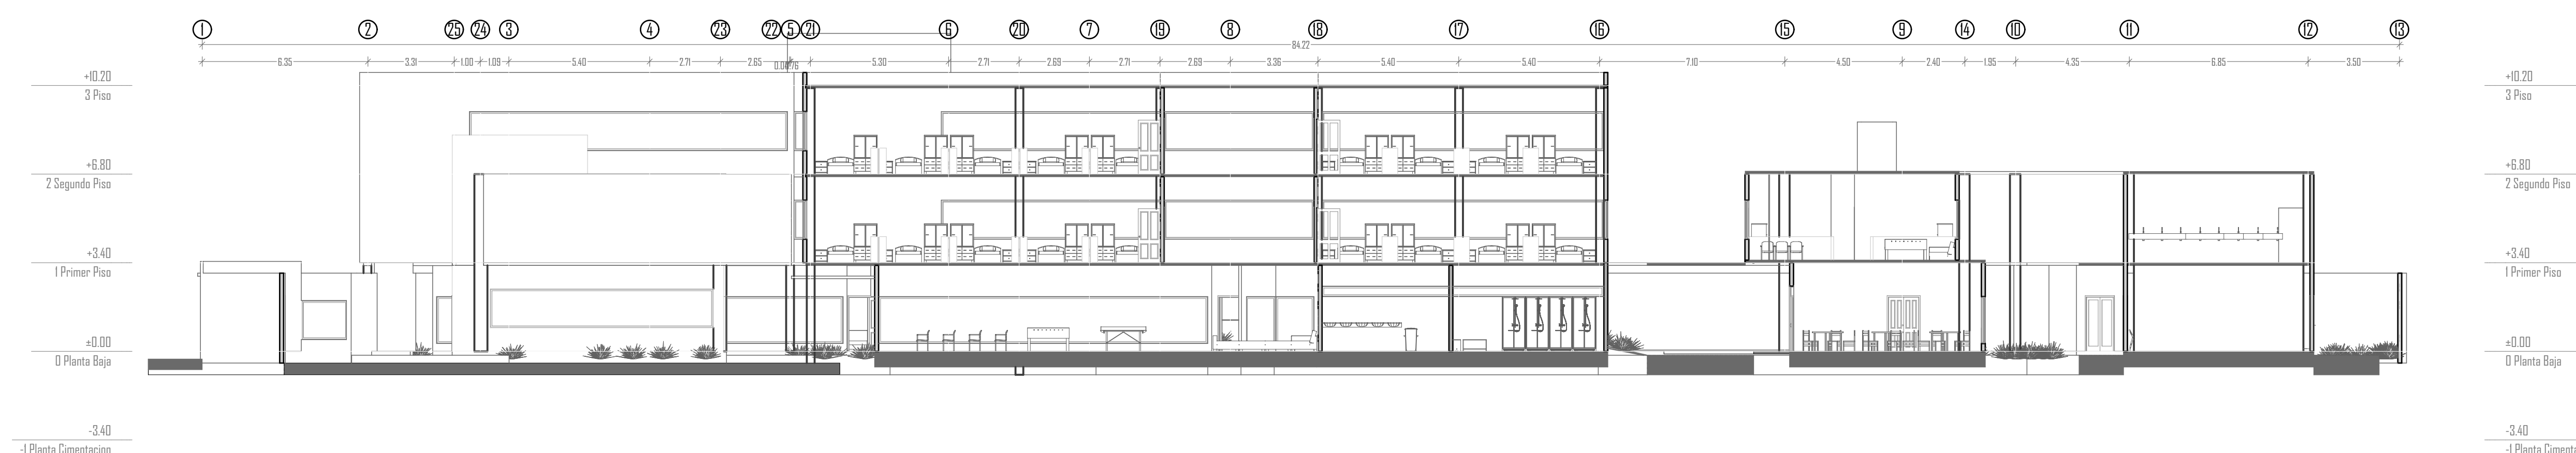 1 2 25 24 3 4 23 22 5 21 6 20 7 19 8 18 17 16 15 9 14 10 11 12 13
84.22
6.35 3.31 1.00 1.09 5.40 2.71 2.65 5.30 2.71 2.69 2.71 2.69 3.36 5.40 5.40 7.10 4.50 2.40 1.95 4.35 6.85 3.50
+10.20 +10.20
3 Piso 3 Piso
+6.80 +6.80
2 Segundo Piso 2 Segundo Piso
+3.40 +3.40
1 Primer Piso 1 Primer Piso
±0.00 ±0.00
0 Planta Baja 0 Planta Baja
-3.40 -3.40
-1 Planta Cimentacion -1 Planta